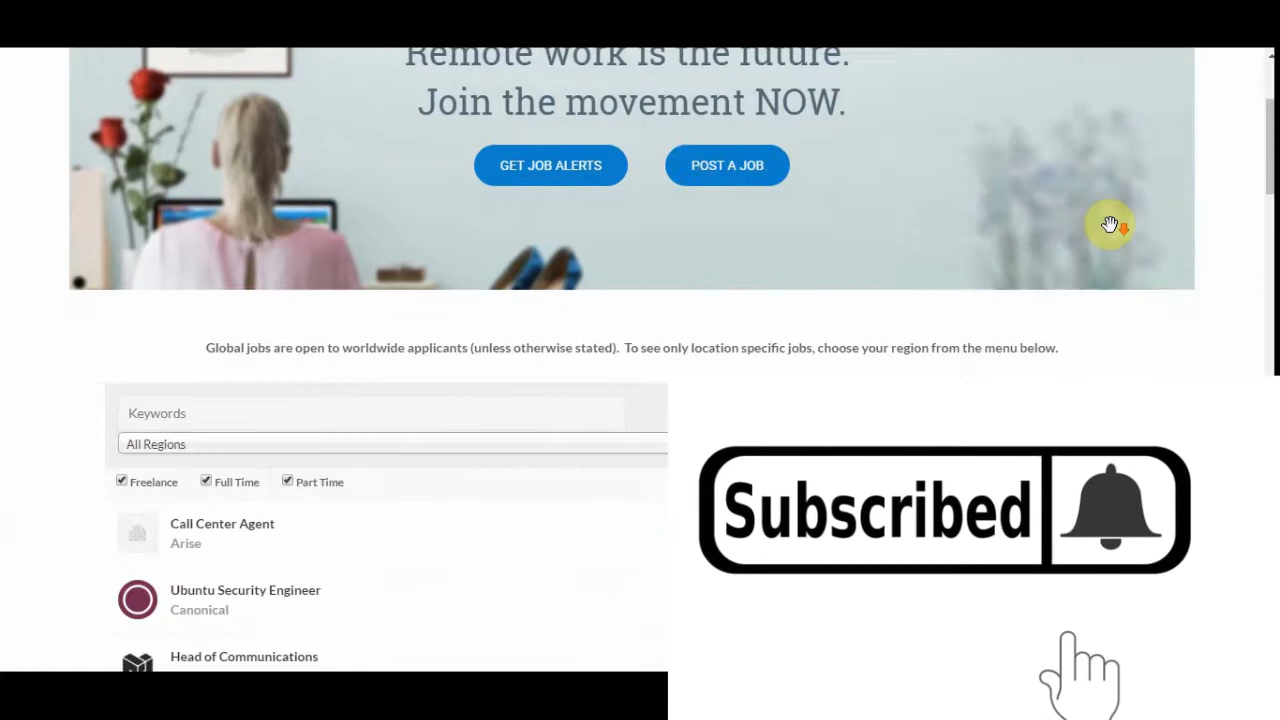 Remote work is the future.
Join the movement NOW.
GET JOB ALERTS
POST A JOB
Global jobs are open to worldwide applicants (unless otherwise stated). To see only location specific jobs, choose your region from the menu below.
Keywords
All Regions
Freelance
Full Time
Part Time
Call Center Agent
Arise
Ubuntu Security Engineer
Canonical
Head of Communications
Subscribed